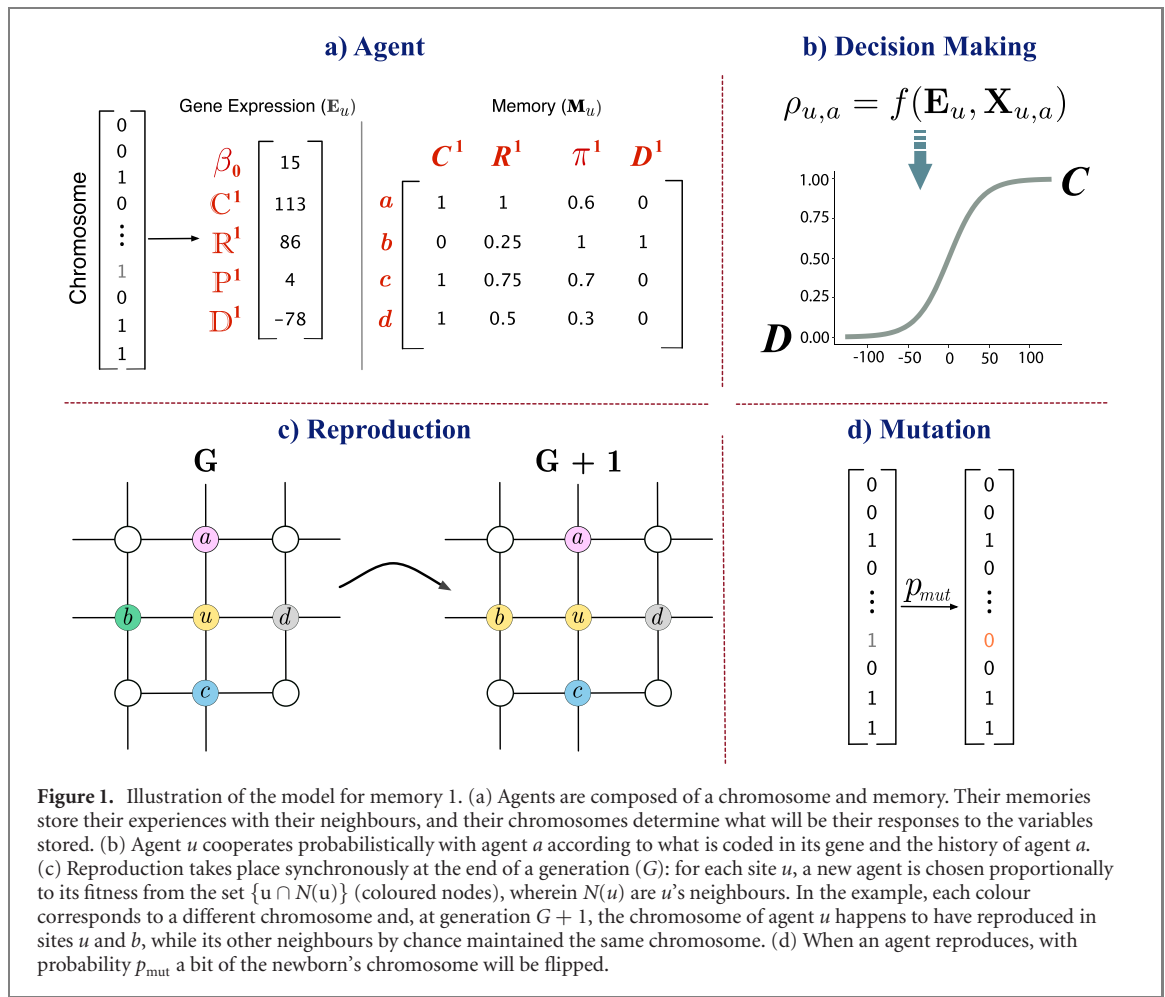 a) Agent
Chromosome
0
0
1
0
⋮
1
0
1
1
Gene Expression (𝔼ᵤ)
β₀ 15
ℂ¹ 113
ℝ¹ 86
ℙ¹ 4
𝔻¹ −78
Memory (Mᵤ)
C¹ R¹ π¹ D¹
a 1 1 0.6 0
b 0 0.25 1 1
c 1 0.75 0.7 0
d 1 0.5 0.3 0
b) Decision Making
ρ_{u,a} = f(E_u, X_{u,a})
C
D
1.00
0.75
0.50
0.25
0.00
-100 -50 0 50 100
c) Reproduction
G
a
b u d
c
G + 1
a
b u d
c
d) Mutation
0
0
1
0
⋮
1
0
1
1
p_{mut}
0
0
1
0
⋮
0
0
1
1
Figure 1. Illustration of the model for memory 1. (a) Agents are composed of a chromosome and memory. Their memories
store their experiences with their neighbours, and their chromosomes determine what will be their responses to the variables
stored. (b) Agent u cooperates probabilistically with agent a according to what is coded in its gene and the history of agent a.
(c) Reproduction takes place synchronously at the end of a generation (G): for each site u, a new agent is chosen proportionally
to its fitness from the set {u ∩ N(u)} (coloured nodes), wherein N(u) are u's neighbours. In the example, each colour
corresponds to a different chromosome and, at generation G + 1, the chromosome of agent u happens to have reproduced in
sites u and b, while its other neighbours by chance maintained the same chromosome. (d) When an agent reproduces, with
probability p_{mut} a bit of the newborn's chromosome will be flipped.